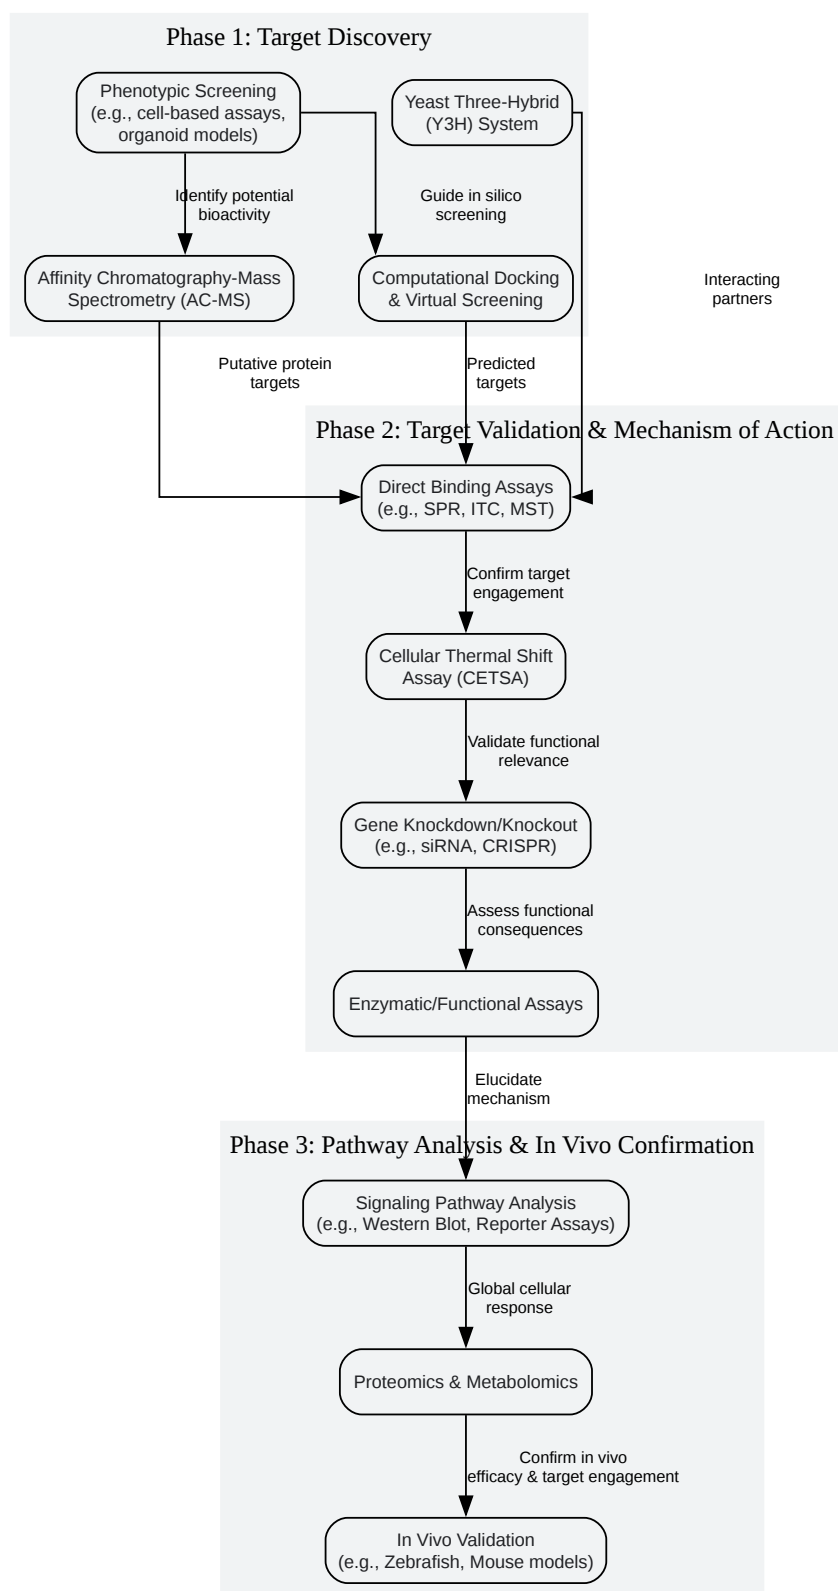 Phase 1: Target Discovery
Phenotypic Screening
(e.g., cell-based assays,
organoid models)
Yeast Three-Hybrid
(Y3H) System
Identify potential
bioactivity
Guide in silico
screening
Affinity Chromatography-Mass
Spectrometry (AC-MS)
Computational Docking
& Virtual Screening
Interacting
partners
Putative protein
targets
Predicted
targets
Phase 2: Target Validation & Mechanism of Action
Direct Binding Assays
(e.g., SPR, ITC, MST)
Confirm target
engagement
Cellular Thermal Shift
Assay (CETSA)
Validate functional
relevance
Gene Knockdown/Knockout
(e.g., siRNA, CRISPR)
Assess functional
consequences
Enzymatic/Functional Assays
Elucidate
mechanism
Phase 3: Pathway Analysis & In Vivo Confirmation
Signaling Pathway Analysis
(e.g., Western Blot, Reporter Assays)
Global cellular
response
Proteomics & Metabolomics
Confirm in vivo
efficacy & target engagement
In Vivo Validation
(e.g., Zebrafish, Mouse models)